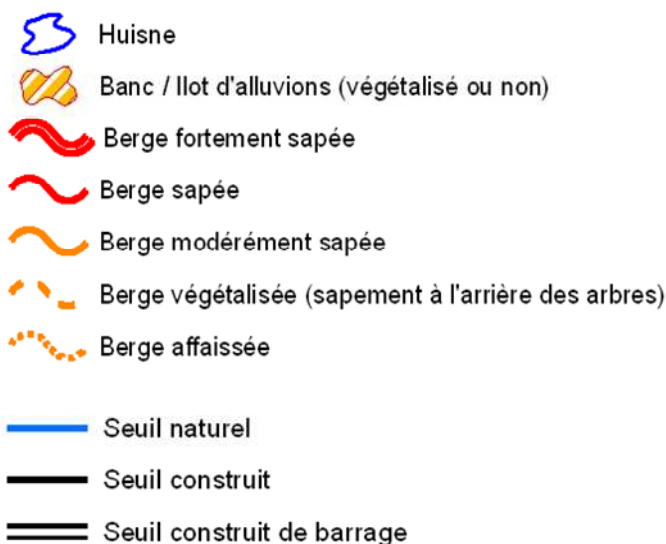 Huisne
Banc / Ilot d'alluvions (végétalisé ou non)
Berge fortement sapée
Berge sapée
Berge modérément sapée
Berge végétalisée (sapement à l'arrière des arbres)
Berge affaissée
Seuil naturel
Seuil construit
Seuil construit de barrage